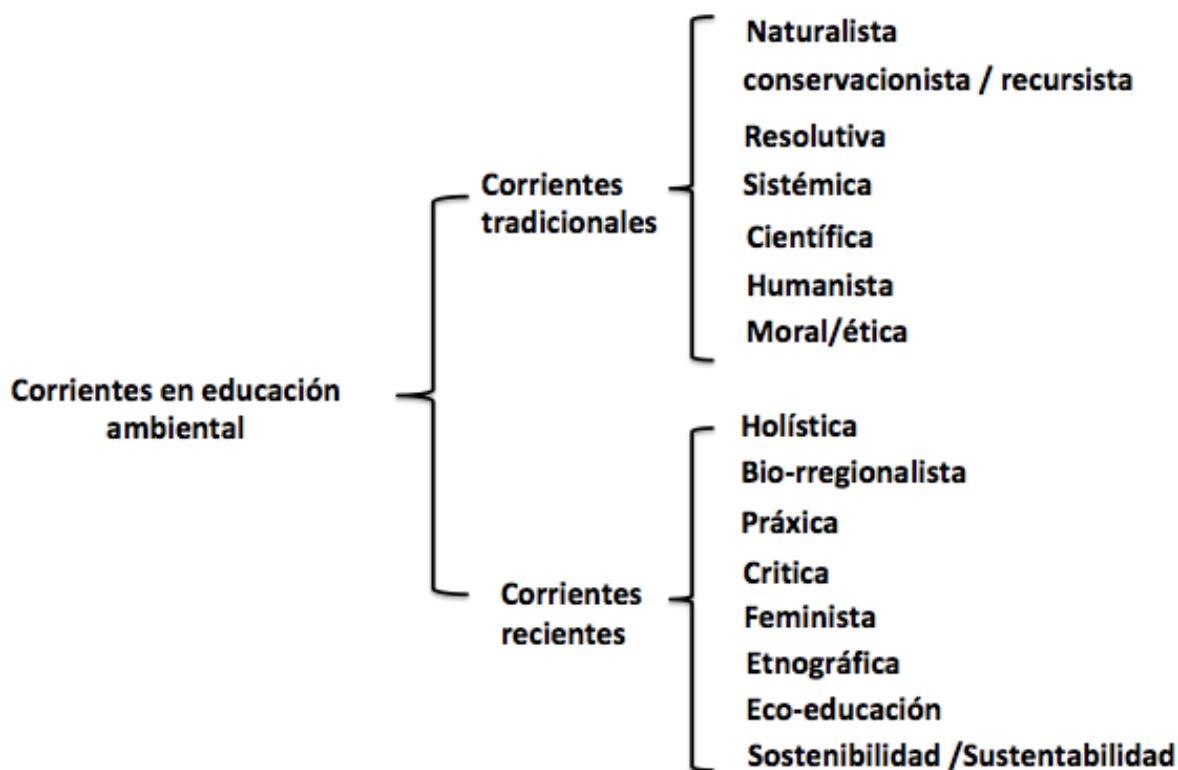 Corrientes en educación
ambiental
Corrientes
tradicionales
Naturalista
conservacionista / recursista
Resolutiva
Sistémica
Científica
Humanista
Moral/ética
Corrientes
recientes
Holística
Bio-rregionalista
Práxica
Critica
Feminista
Etnográfica
Eco-educación
Sostenibilidad /Sustentabilidad